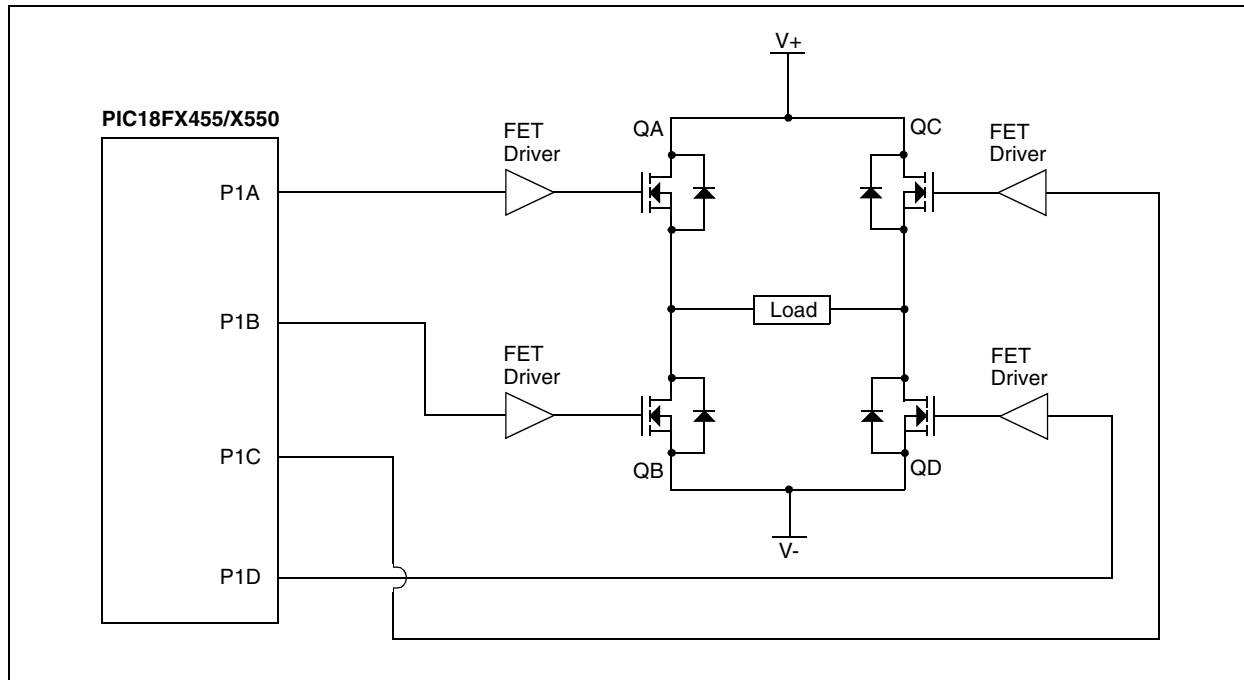 V+
PIC18FX455/X550
FET
Driver
QA
QC
FET
Driver
P1A
P1B
Load
FET
Driver
FET
Driver
P1C
QB
QD
V-
P1D